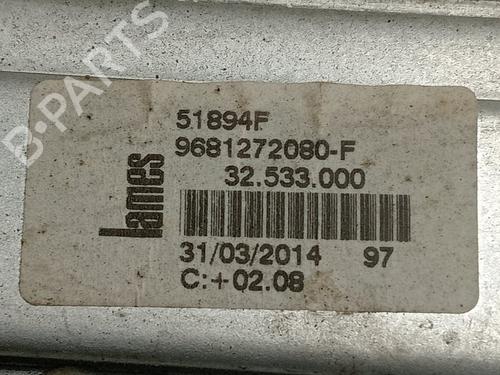 B-PARTS
51894F
9681272080-F
32.533.000
lames
31/03/2014 97
C:+02.08